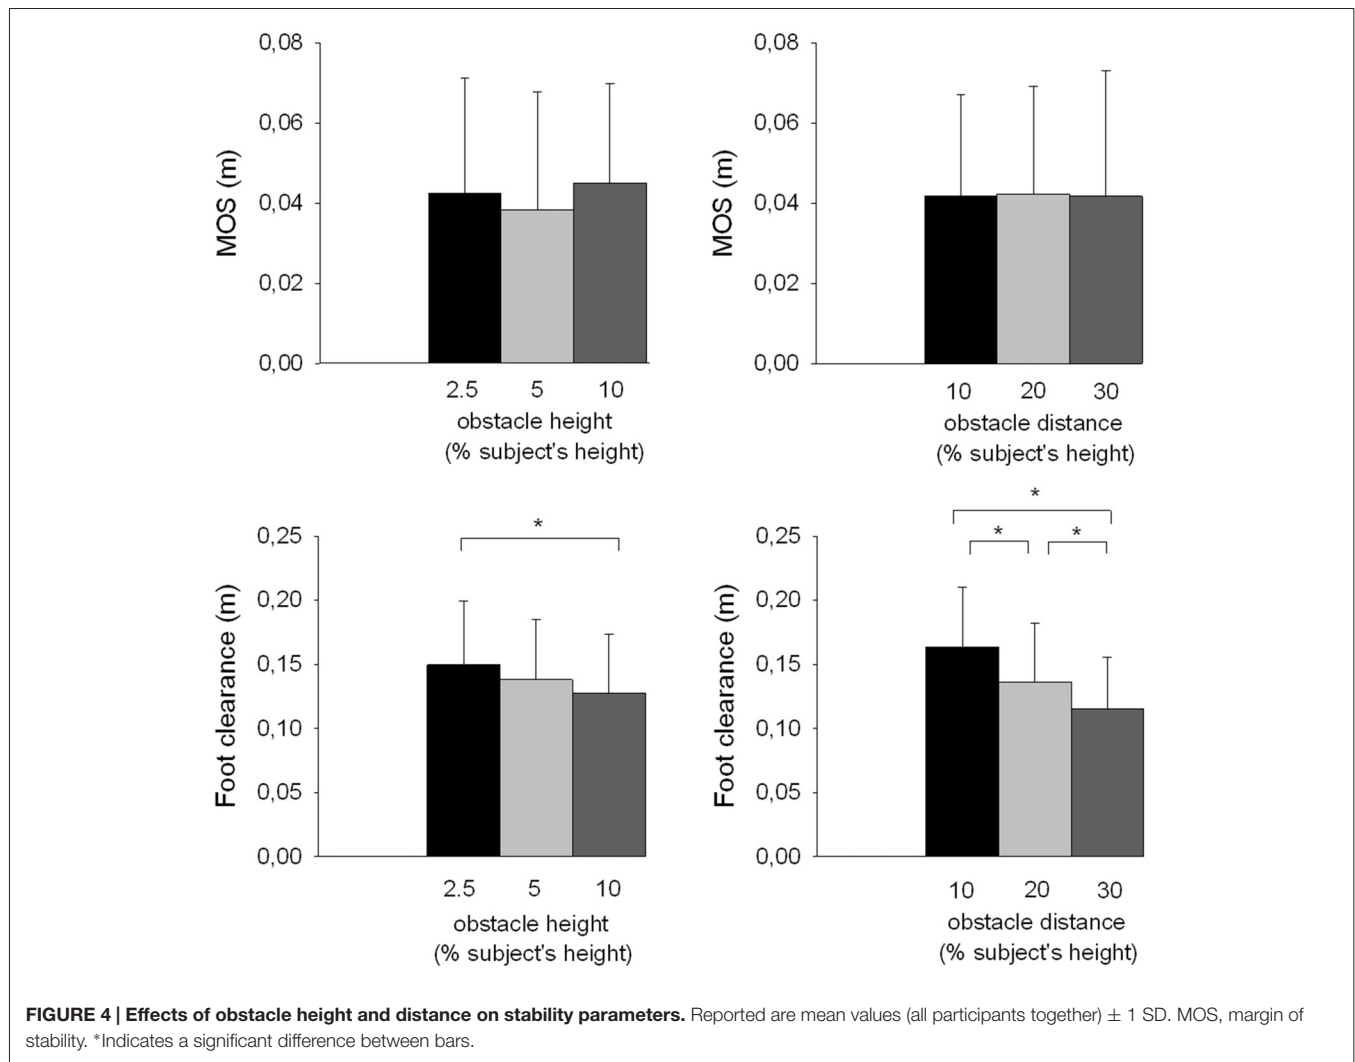 0,08
0,06
0,04
0,02
0,00
MOS (m)
2.5 5 10
obstacle height
(% subject's height)
0,08
0,06
0,04
0,02
0,00
MOS (m)
10 20 30
obstacle distance
(% subject's height)
*
0,25
0,20
0,15
0,10
0,05
0,00
Foot clearance (m)
2.5 5 10
obstacle height
(% subject's height)
*
* *
0,25
0,20
0,15
0,10
0,05
0,00
Foot clearance (m)
10 20 30
obstacle distance
(% subject's height)
FIGURE 4 | Effects of obstacle height and distance on stability parameters. Reported are mean values (all participants together) ± 1 SD. MOS, margin of
stability. *Indicates a significant difference between bars.